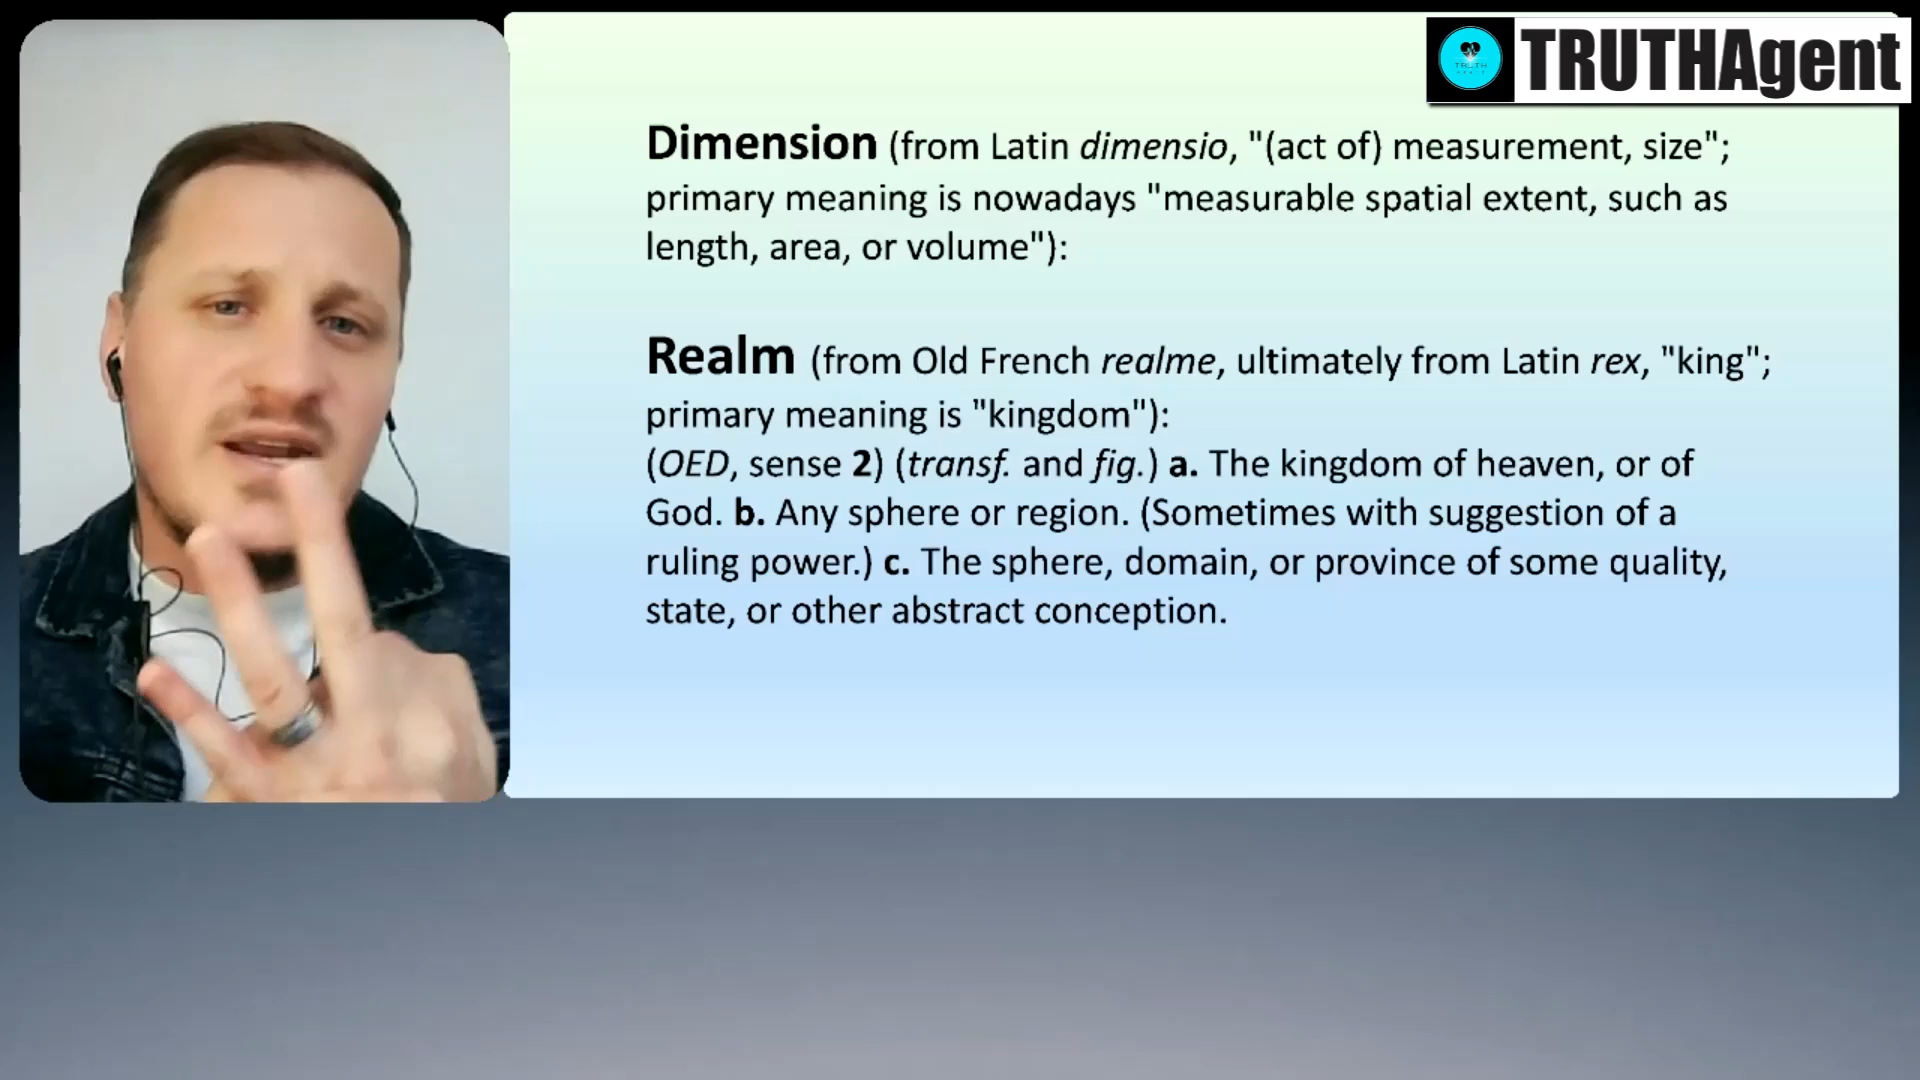 TRUTHAgent
Dimension (from Latin dimensio, "(act of) measurement, size";
primary meaning is nowadays "measurable spatial extent, such as
length, area, or volume"):
Realm (from Old French realme, ultimately from Latin rex, "king";
primary meaning is "kingdom"):
(OED, sense 2) (transf. and fig.) a. The kingdom of heaven, or of
God. b. Any sphere or region. (Sometimes with suggestion of a
ruling power.) c. The sphere, domain, or province of some quality,
state, or other abstract conception.